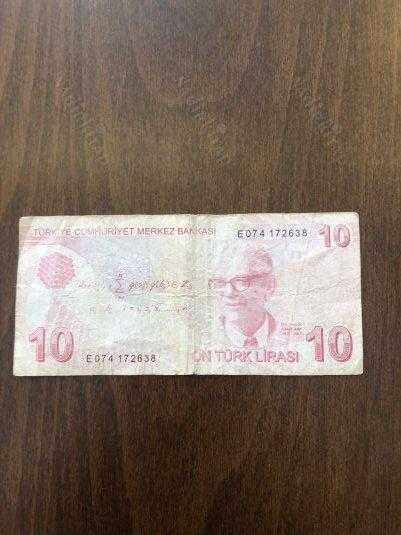 TÜRKİYE CUMHURİYET MERKEZ BANKASI
E074 172638
10
10
E074 172638
ON TÜRK LİRASI
10